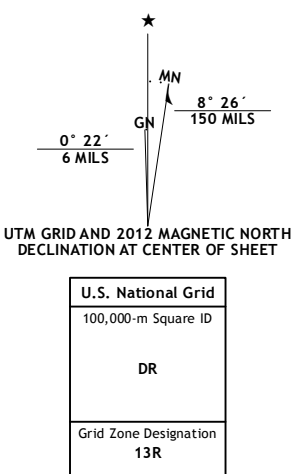 ★
MN
GN
8° 26´
150 MILS
0° 22´
6 MILS
UTM GRID AND 2012 MAGNETIC NORTH
DECLINATION AT CENTER OF SHEET
U.S. National Grid
100,000-m Square ID
DR
Grid Zone Designation
13R